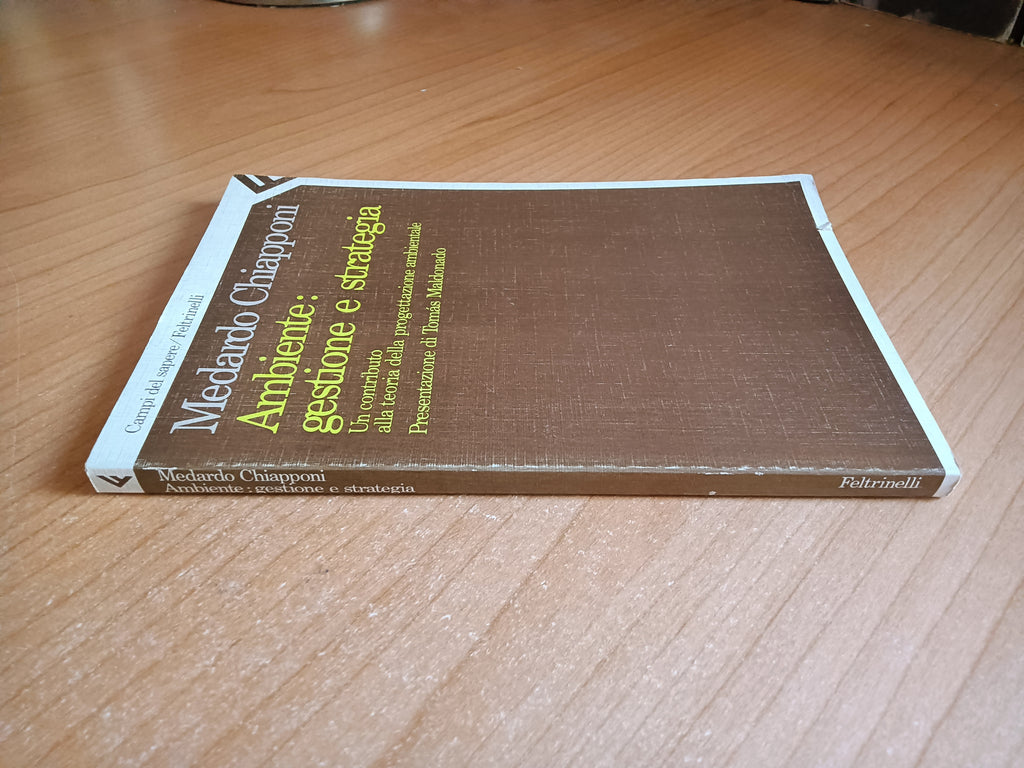 Campi del sapere/Feltrinelli
Medardo Chiapponi
Ambiente:
gestione e strategia
Un contributo
alla teoria della progettazione ambientale
Presentazione di Tomás Maldonado
Medardo Chiapponi
Ambiente: gestione e strategia
Feltrinelli